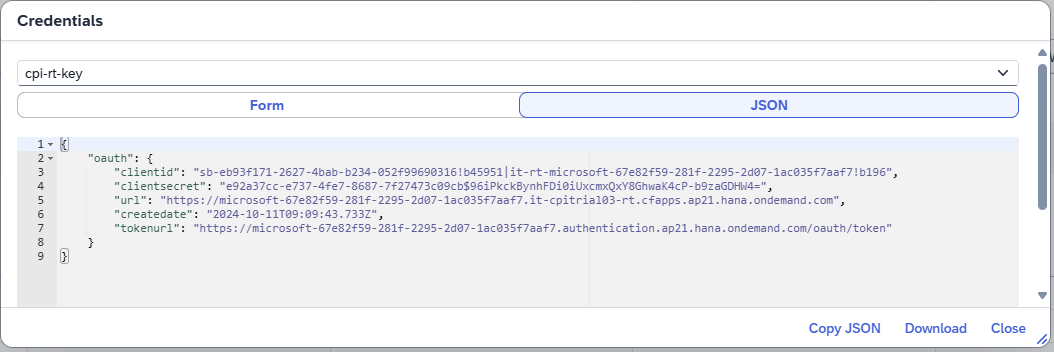 Credentials
cpi-rt-key
Form
JSON
1 {
2 "oauth": {
3 "clientid": "sb-eb93f171-2627-4bab-b234-052f99690316!b45951|it-rt-microsoft-67e82f59-281f-2295-2d07-1ac035f7aaf7!b196",
4 "clientsecret": "e92a37cc-e737-4fe7-8687-7f27473c09cb$96iPkckBynhFDi0iUxcmxQxY8GhwaK4cP-b9zaGDHW4=",
5 "url": "https://microsoft-67e82f59-281f-2295-2d07-1ac035f7aaf7.it-cpitrial03-rt.cfapps.ap21.hana.ondemand.com",
6 "createdate": "2024-10-11T09:09:43.733Z",
7 "tokenurl": "https://microsoft-67e82f59-281f-2295-2d07-1ac035f7aaf7.authentication.ap21.hana.ondemand.com/oauth/token"
8 }
9 }
Copy JSON Download Close